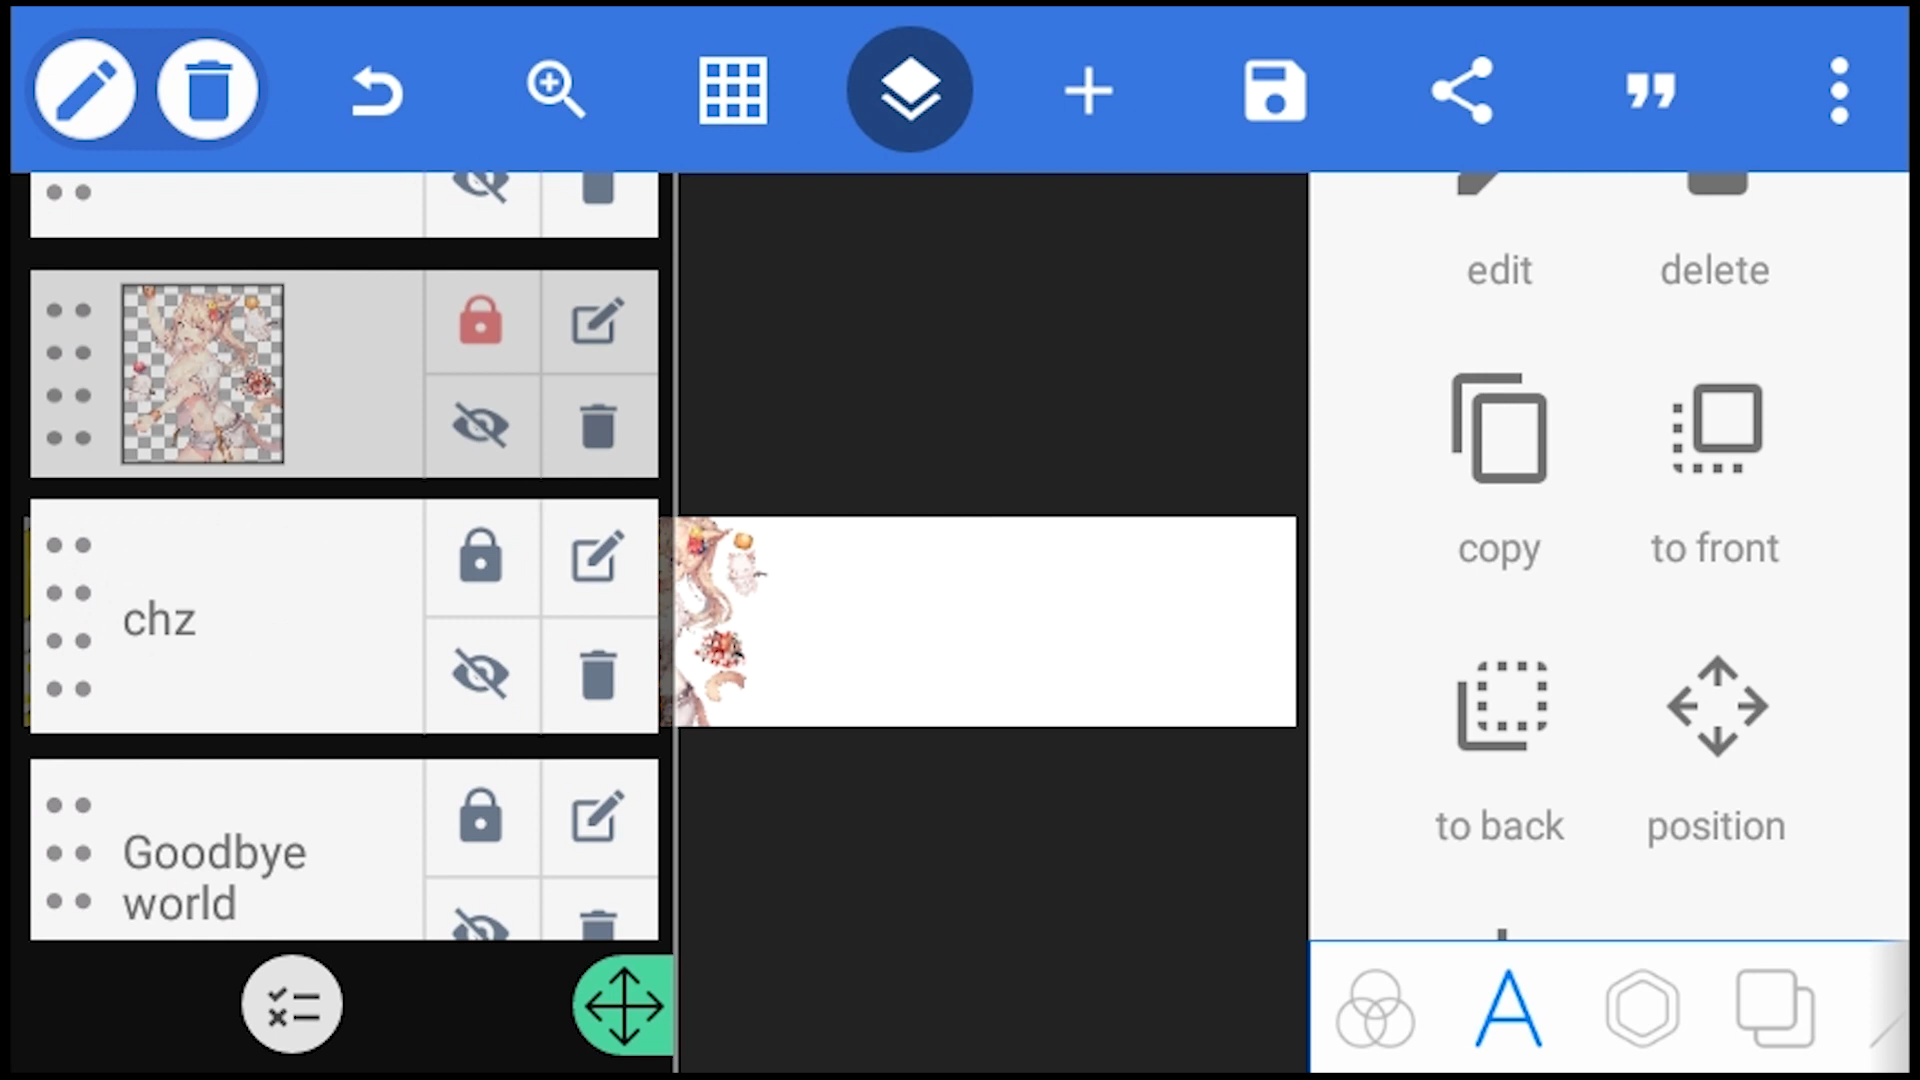 edit
delete
chz
copy
to front
Goodbye
world
to back
position